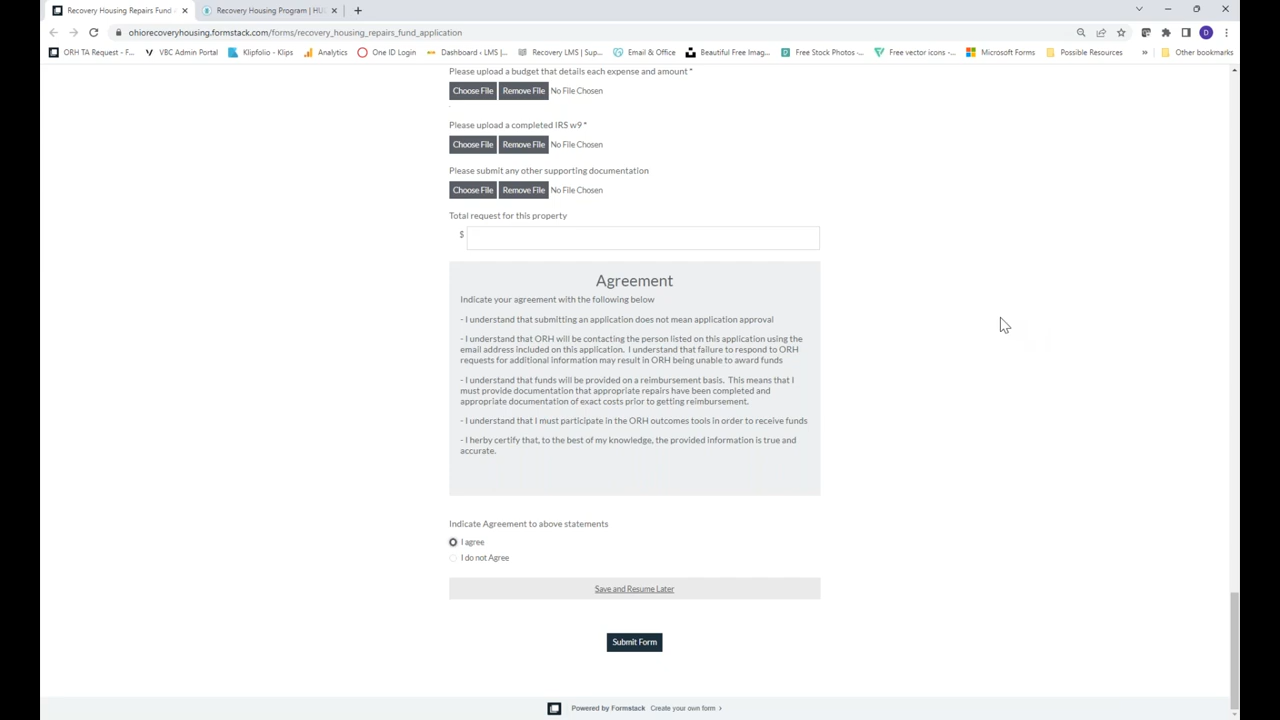 Recovery Housing Repairs Fund
Recovery Housing Program | HU
ohiorecoveryhousing.formstack.com/forms/recovery_housing_repairs_fund_application
ORH TA Request - F... VBC Admin Portal Klipfolio - Klips Analytics One ID Login Dashboard ‹ LMS |... Recovery LMS | Sup... Email & Office Beautiful Free Imag... Free Stock Photos -... Free vector icons -... Microsoft Forms Possible Resources » Other bookmarks
Please upload a budget that details each expense and amount *
Choose File Remove File No File Chosen
Please upload a completed IRS w9 *
Choose File Remove File No File Chosen
Please submit any other supporting documentation
Choose File Remove File No File Chosen
Total request for this property
$
Agreement
Indicate your agreement with the following below
- I understand that submitting an application does not mean application approval
- I understand that ORH will be contacting the person listed on this application using the
email address included on this application. I understand that failure to respond to ORH
requests for additional information may result in ORH being unable to award funds
- I understand that funds will be provided on a reimbursement basis. This means that I
must provide documentation that appropriate repairs have been completed and
appropriate documentation of exact costs prior to getting reimbursement.
- I understand that I must participate in the ORH outcomes tools in order to receive funds
- I herby certify that, to the best of my knowledge, the provided information is true and
accurate.
Indicate Agreement to above statements
I agree
I do not Agree
Save and Resume Later
Submit Form
Powered by Formstack Create your own form ›